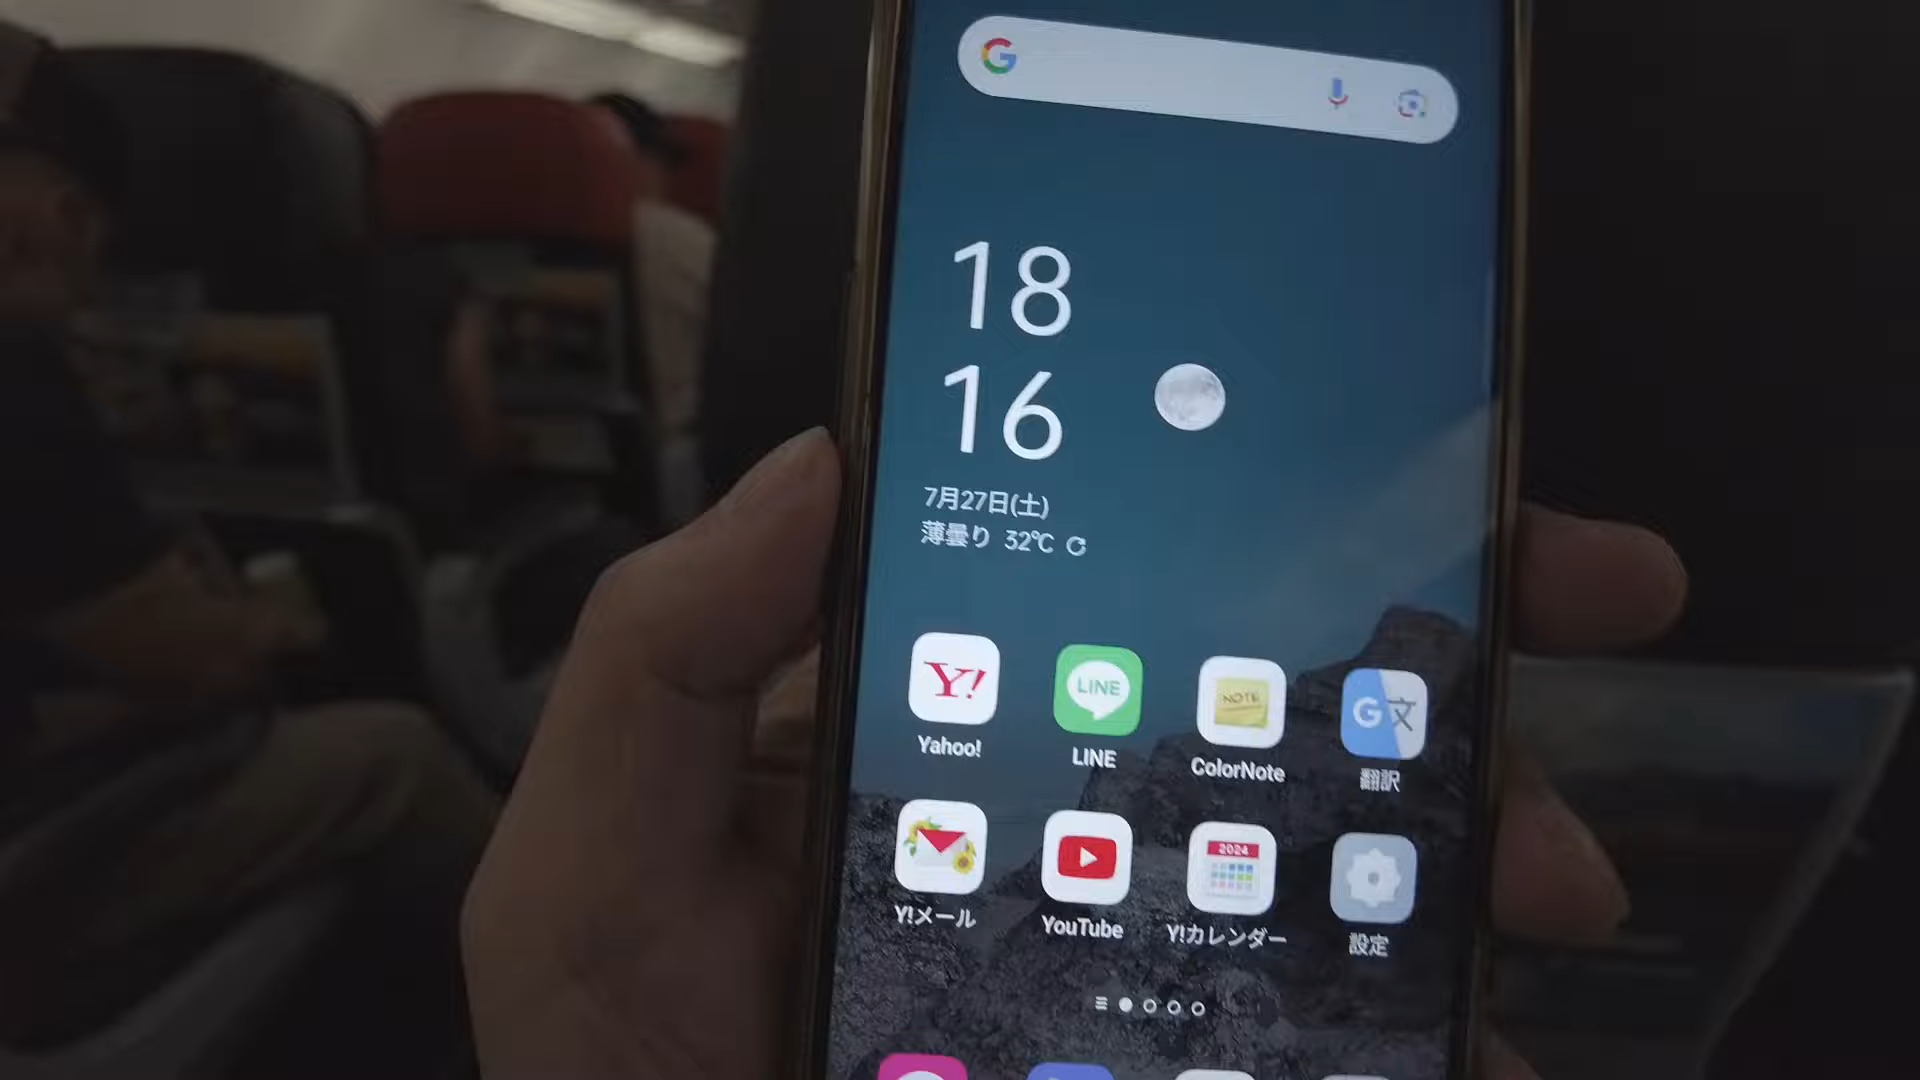 18
16
7月27日(土)
薄曇り 32℃
Y!
LINE
NOTE
G文
Yahoo!
LINE
ColorNote
翻訳
2024
Y!メール
YouTube
Y!カレンダー
設定